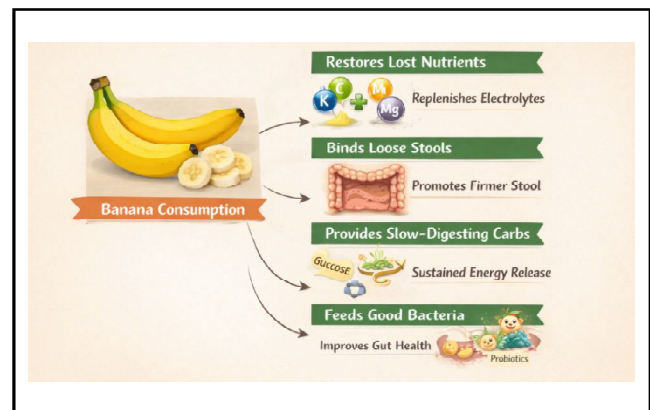 Restores Lost Nutrients
K C M Mg
Replenishes Electrolytes
Binds Loose Stools
Promotes Firmer Stool
Banana Consumption
Provides Slow-Digesting Carbs
GUCCOSE
Sustained Energy Release
Feeds Good Bacteria
Improves Gut Health
Probiotics